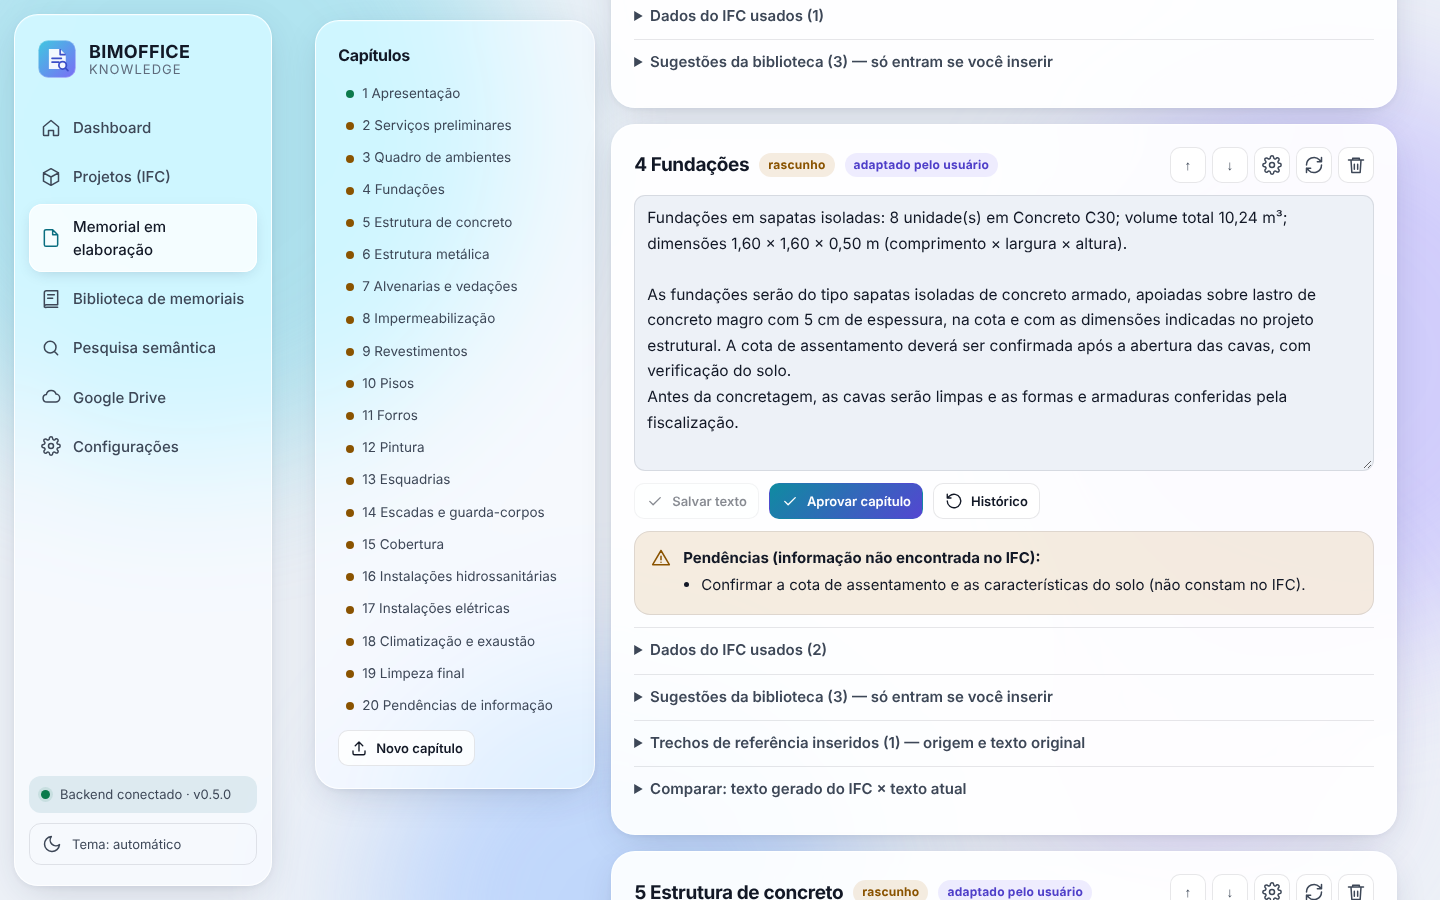 BIMOFFICE
KNOWLEDGE
Dashboard
Projetos (IFC)
Memorial em
elaboração
Biblioteca de memoriais
Pesquisa semântica
Google Drive
Configurações
Backend conectado · v0.5.0
Tema: automático
Capítulos
1 Apresentação
2 Serviços preliminares
3 Quadro de ambientes
4 Fundações
5 Estrutura de concreto
6 Estrutura metálica
7 Alvenarias e vedações
8 Impermeabilização
9 Revestimentos
10 Pisos
11 Forros
12 Pintura
13 Esquadrias
14 Escadas e guarda-corpos
15 Cobertura
16 Instalações hidrossanitárias
17 Instalações elétricas
18 Climatização e exaustão
19 Limpeza final
20 Pendências de informação
Novo capítulo
Dados do IFC usados (1)
Sugestões da biblioteca (3) — só entram se você inserir
4 Fundações rascunho adaptado pelo usuário ↑ ↓
Fundações em sapatas isoladas: 8 unidade(s) em Concreto C30; volume total 10,24 m³;
dimensões 1,60 × 1,60 × 0,50 m (comprimento × largura × altura).
As fundações serão do tipo sapatas isoladas de concreto armado, apoiadas sobre lastro de
concreto magro com 5 cm de espessura, na cota e com as dimensões indicadas no projeto
estrutural. A cota de assentamento deverá ser confirmada após a abertura das cavas, com
verificação do solo.
Antes da concretagem, as cavas serão limpas e as formas e armaduras conferidas pela
fiscalização.
Salvar texto Aprovar capítulo Histórico
Pendências (informação não encontrada no IFC):
• Confirmar a cota de assentamento e as características do solo (não constam no IFC).
Dados do IFC usados (2)
Sugestões da biblioteca (3) — só entram se você inserir
Trechos de referência inseridos (1) — origem e texto original
Comparar: texto gerado do IFC × texto atual
5 Estrutura de concreto rascunho adaptado pelo usuário ↑ ↓